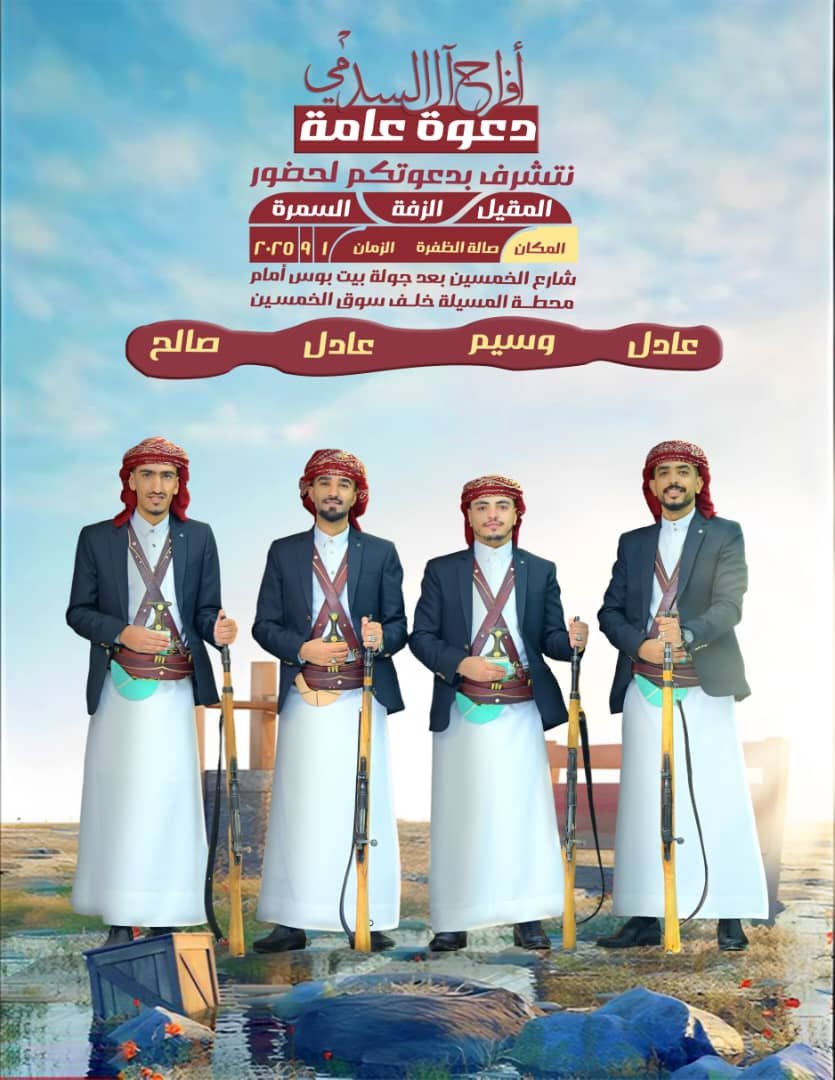 أفراح آل السدمي
دعوة عامة
نتشرف بدعوتكم لحضور
المقيل الزفة السمرة
المكان صالة الظفرة الزمان ١ ٩ ٢٠٢٥
شارع الخمسين بعد جولة بيت بوس أمام
محطة المسيلة خلف سوق الخمسين
عادل وسيم عادل صالح